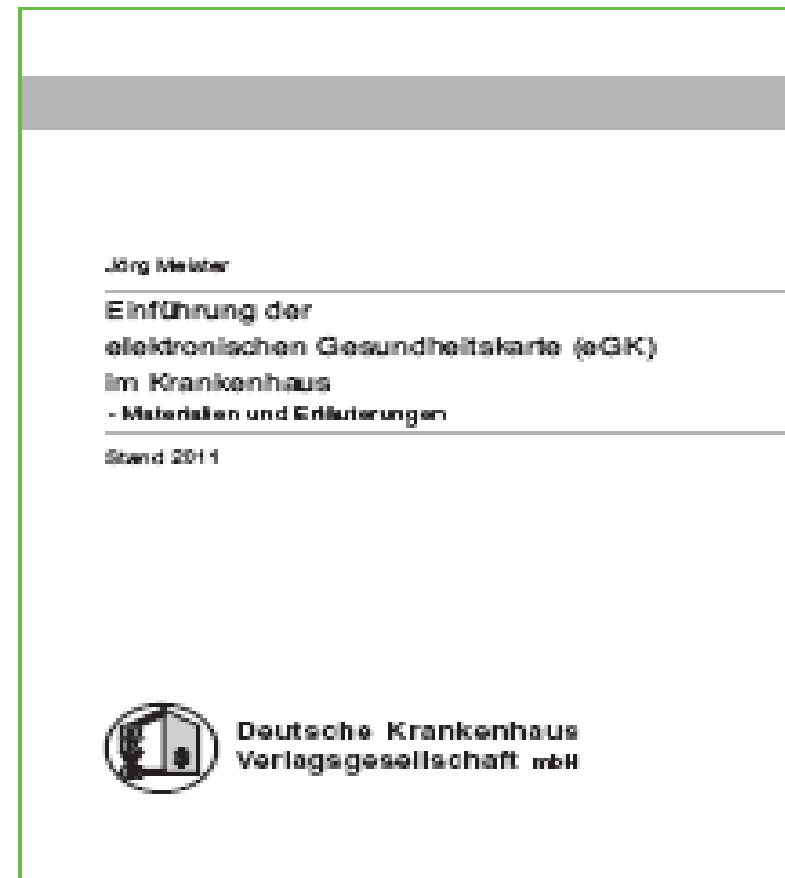 Jörg Meister
Einführung der
elektronischen Gesundheitskarte (eGK)
im Krankenhaus
- Materialien und Erläuterungen
Stand 2011
Deutsche Krankenhaus
Verlagsgesellschaft mbH